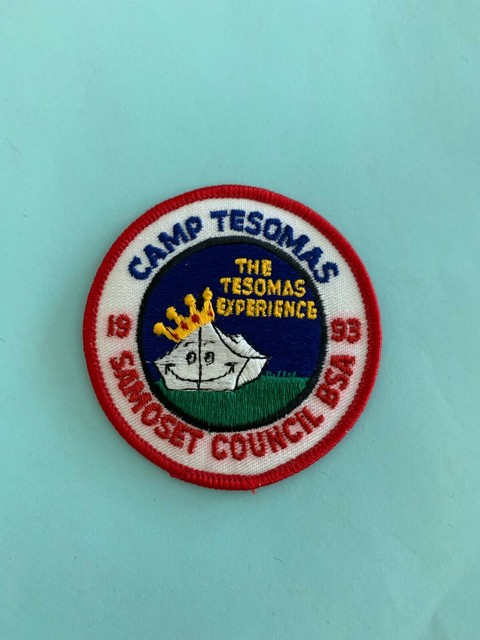 CAMP TESOMAS
THE
TESOMAS
EXPERIENCE
19 93
SAMOSET COUNCIL BSA